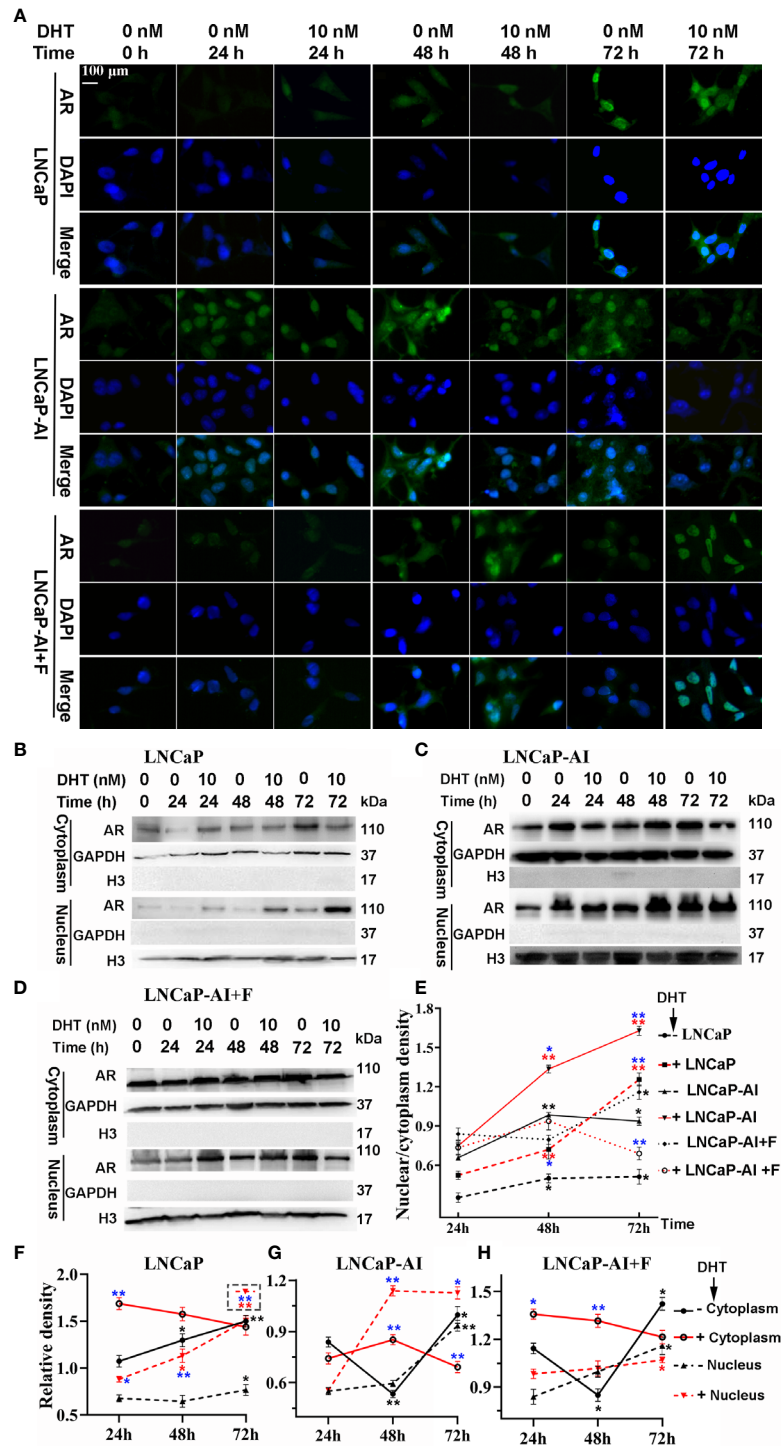 A
DHT 0 nM 0 nM 10 nM 0 nM 10 nM 0 nM 10 nM
Time 0 h 24 h 24 h 48 h 48 h 72 h 72 h
100 µm
LNCaP
AR
DAPI
Merge
LNCaP-AI
AR
DAPI
Merge
LNCaP-AI+F
AR
DAPI
Merge
B
LNCaP
DHT (nM) 0 0 10 0 10 0 10
Time (h) 0 24 24 48 48 72 72 kDa
Cytoplasm
AR 110
GAPDH 37
H3 17
Nucleus
AR 110
GAPDH 37
H3 17
C
LNCaP-AI
DHT (nM) 0 0 10 0 10 0 10
Time (h) 0 24 24 48 48 72 72 kDa
Cytoplasm
AR 110
GAPDH 37
H3 17
Nucleus
AR 110
GAPDH 37
H3 17
D
LNCaP-AI+F
DHT (nM) 0 0 10 0 10 0 10
Time (h) 0 24 24 48 48 72 72 kDa
Cytoplasm
AR 110
GAPDH 37
H3 17
Nucleus
AR 110
GAPDH 37
H3 17
E
Nuclear/cytoplasm density
1.8
1.5
1.2
0.9
0.6
24h 48h 72h Time
* ** ** ** ** ** ** * * ** ** * * *
DHT
- LNCaP
+ LNCaP
- LNCaP-AI
+ LNCaP-AI
- LNCaP-AI+F
+ LNCaP-AI +F
F
LNCaP
Relative density
2.0
1.5
1.0
0.5
24h 48h 72h
** * * * ** ** ** ** *
G
LNCaP-AI
1.2
0.9
0.6
24h 48h 72h
** ** ** * * ** **
H
LNCaP-AI+F
1.5
1.2
0.9
24h 48h 72h
* ** * * * *
DHT
- Cytoplasm
+ Cytoplasm
- Nucleus
+ Nucleus